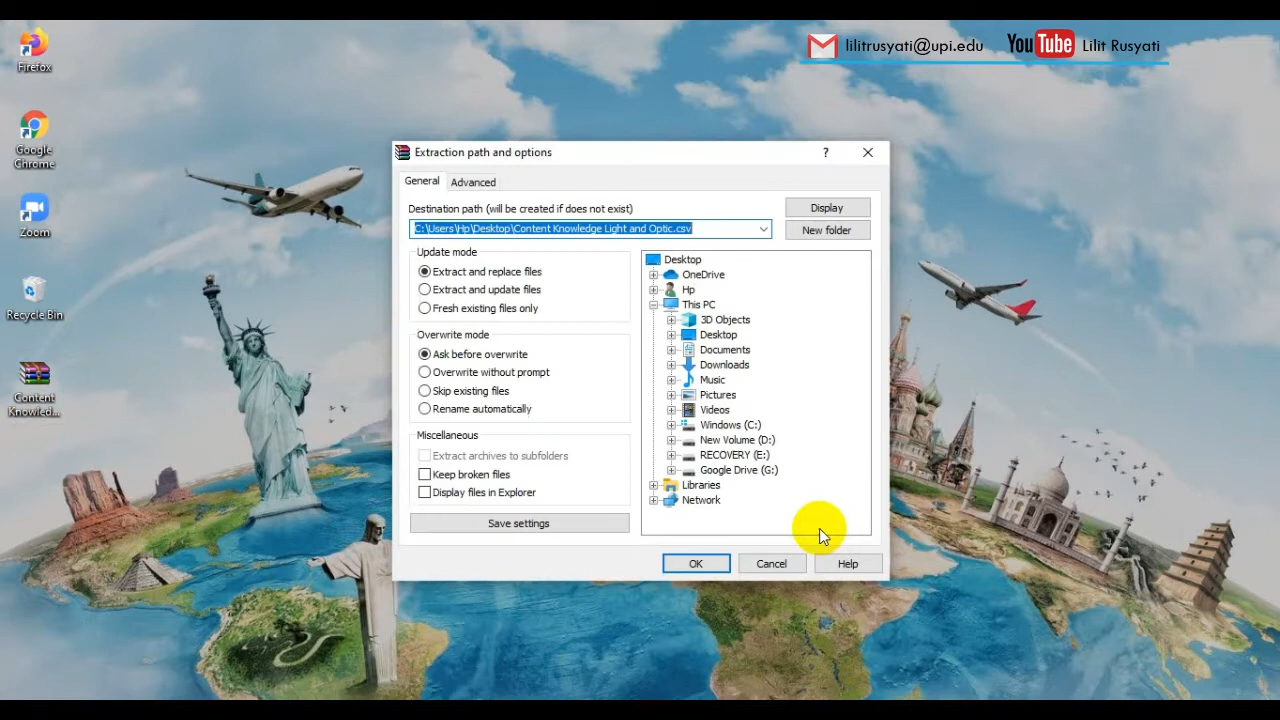 lilitrusyati@upi.edu
YouTube
Lilit Rusyati
Firefox
Google
Chrome
Zoom
Recycle Bin
Content
Knowled...
Extraction path and options
?
General
Advanced
Destination path (will be created if does not exist)
Display
C:\Users\Hp\Desktop\Content Knowledge Light and Optic.csv
New folder
Update mode
Extract and replace files
Extract and update files
Fresh existing files only
Overwrite mode
Ask before overwrite
Overwrite without prompt
Skip existing files
Rename automatically
Miscellaneous
Extract archives to subfolders
Keep broken files
Display files in Explorer
Save settings
Desktop
OneDrive
Hp
This PC
3D Objects
Desktop
Documents
Downloads
Music
Pictures
Videos
Windows (C:)
New Volume (D:)
RECOVERY (E:)
Google Drive (G:)
Libraries
Network
OK
Cancel
Help